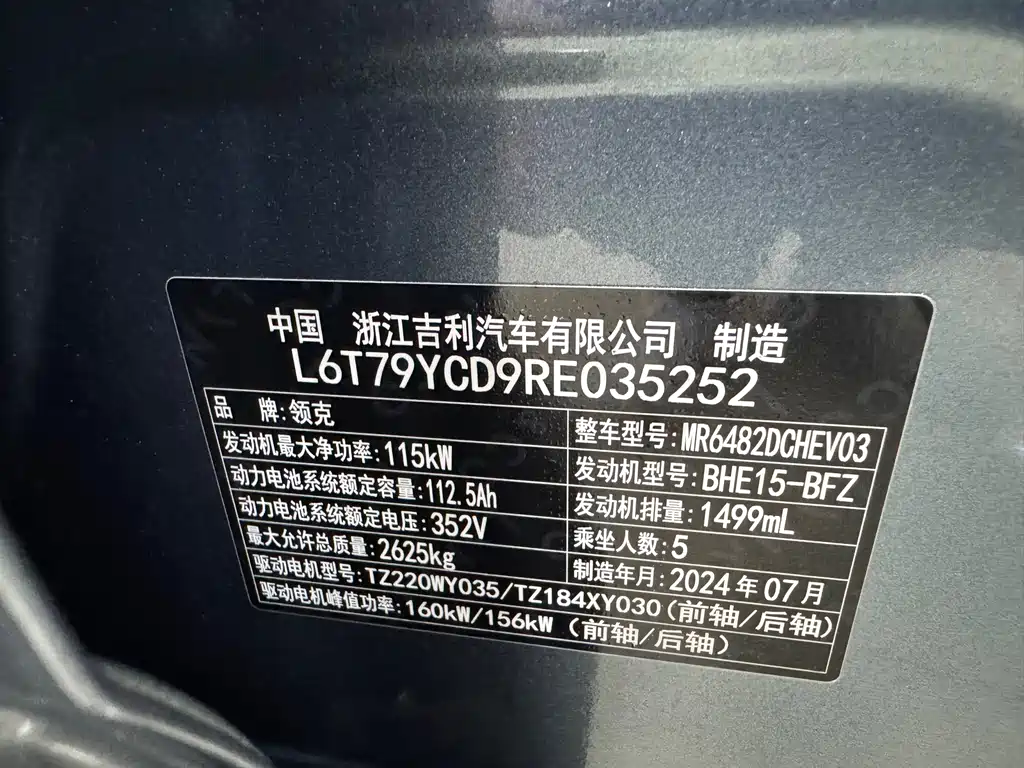 中国 浙江吉利汽车有限公司 制造
L6T79YCD9RE035252
品 牌:领克
整车型号:MR6482DCHEV03
发动机最大净功率:115kW
发动机型号:BHE15-BFZ
动力电池系统额定容量:112.5Ah
发动机排量:1499mL
动力电池系统额定电压:352V
乘坐人数:5
最大允许总质量:2625kg
制造年月:2024年07月
驱动电机型号:TZ220WY035/TZ184XY030(前轴/后轴)
驱动电机峰值功率:160kW/156kW (前轴/后轴)